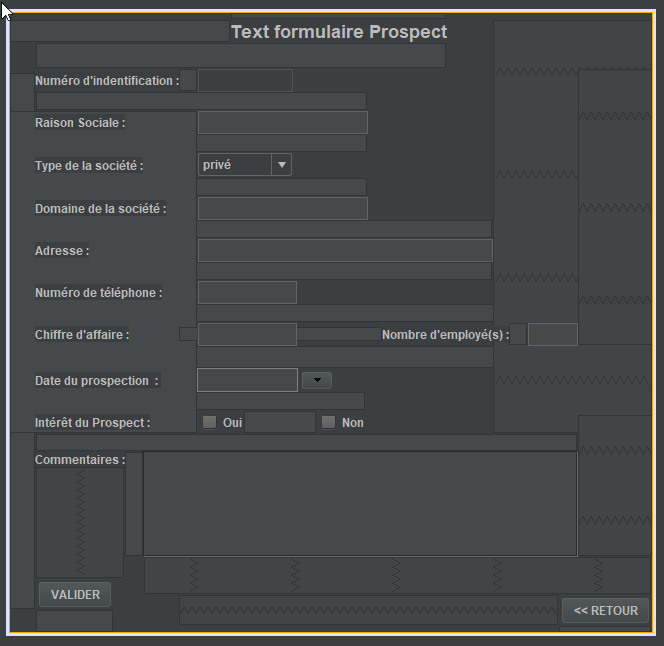 Text formulaire Prospect
Numéro d'indentification :
Raison Sociale :
Type de la société : privé
Domaine de la société :
Adresse :
Numéro de téléphone :
Chiffre d'affaire : Nombre d'employé(s) :
Date du prospection :
Intérêt du Prospect : Oui Non
Commentaires :
VALIDER
<< RETOUR